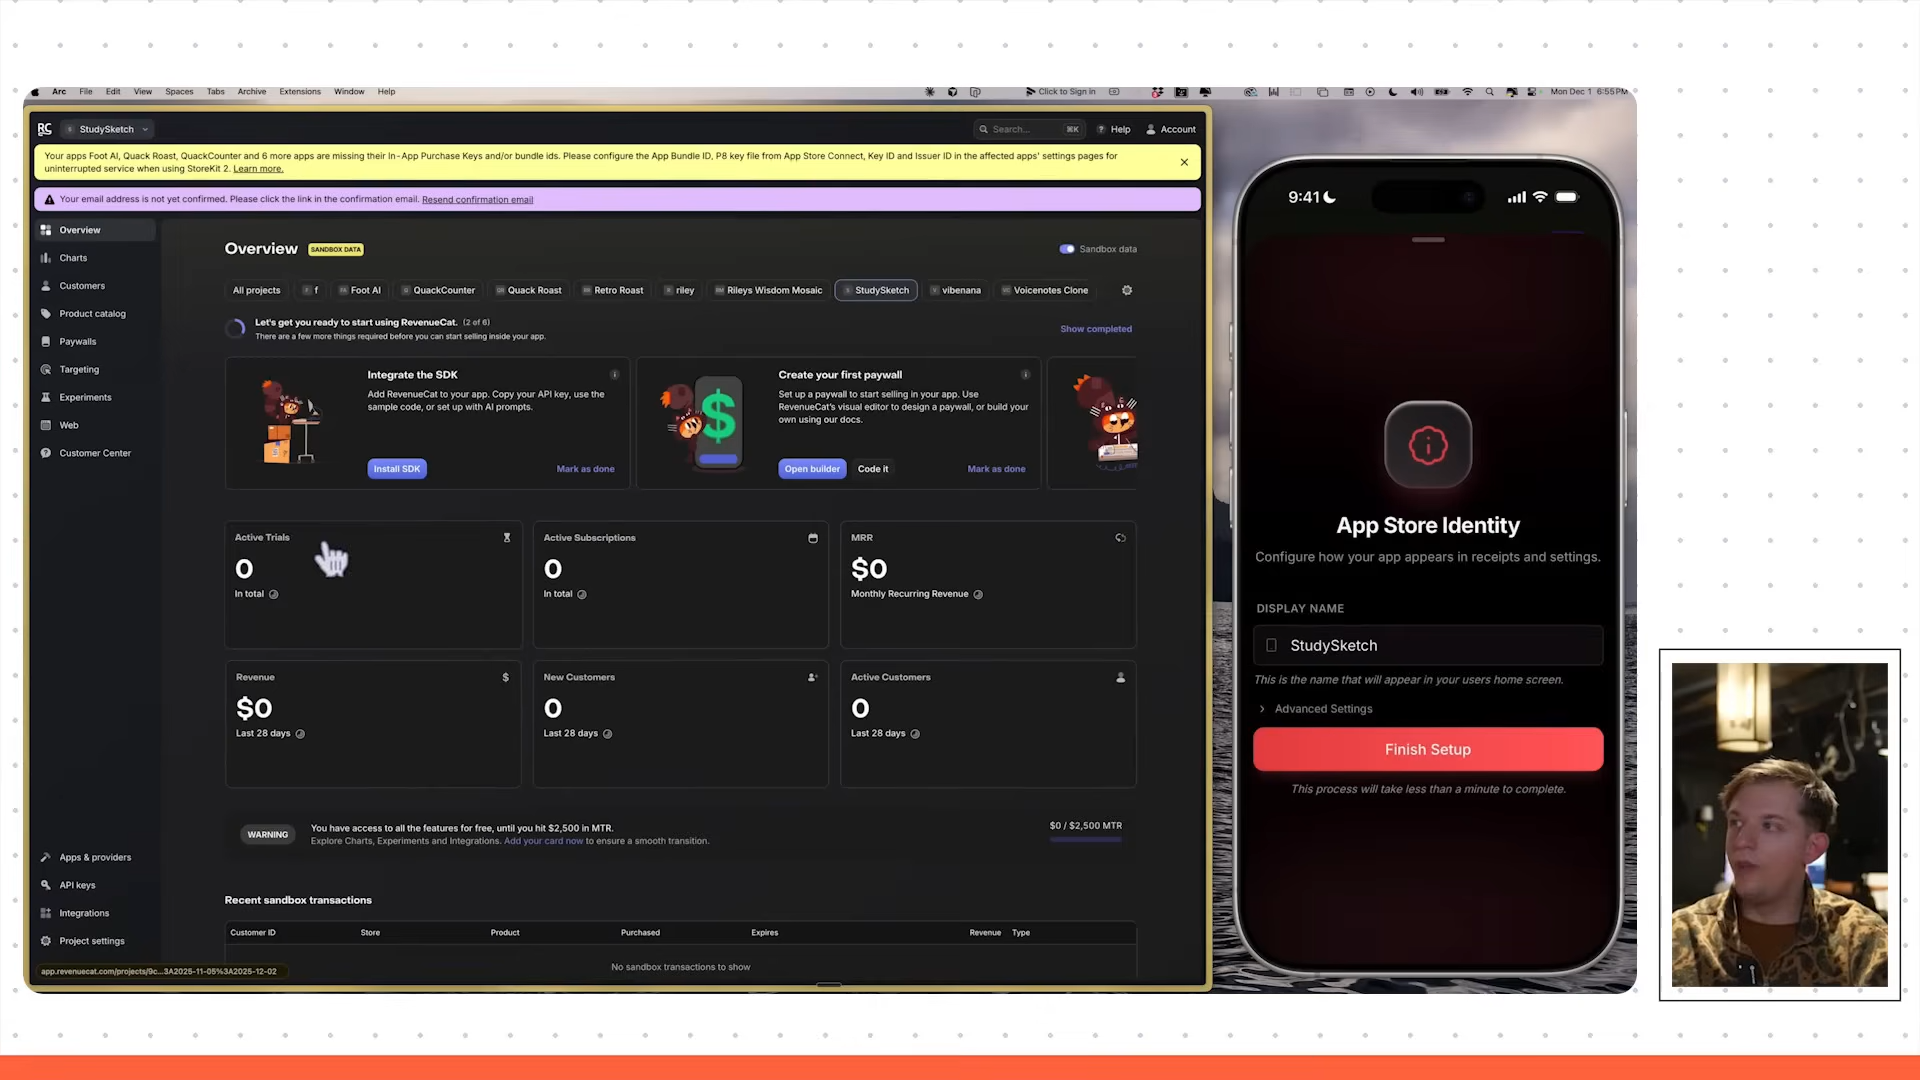 Arc File Edit View Spaces Tabs Archive Extensions Window Help
Click to Sign in
Mon Dec 1 6:55PM
RC StudySketch
Search... ⌘K
Help
Account
Your apps Foot AI, Quack Roast, QuackCounter and 6 more apps are missing their In-App Purchase Keys and/or bundle ids. Please configure the App Bundle ID, P8 key file from App Store Connect, Key ID and Issuer ID in the affected apps' settings pages for
uninterrupted service when using StoreKit 2. Learn more.
Your email address is not yet confirmed. Please click the link in the confirmation email. Resend confirmation email
Overview
Charts
Customers
Product catalog
Paywalls
Targeting
Experiments
Web
Customer Center
Apps & providers
API keys
Integrations
Project settings
app.revenuecat.com/projects/9c...3A2025-11-05%3A2025-12-02
Overview SANDBOX DATA
Sandbox data
All projects f Foot AI QuackCounter Quack Roast Retro Roast riley Rileys Wisdom Mosaic StudySketch vibenana Voicenotes Clone
Let's get you ready to start using RevenueCat. (2 of 6)
There are a few more things required before you can start selling inside your app.
Show completed
Integrate the SDK
Add RevenueCat to your app. Copy your API key, use the
sample code, or set up with AI prompts.
Install SDK
Mark as done
Create your first paywall
Set up a paywall to start selling in your app. Use
RevenueCat's visual editor to design a paywall, or build your
own using our docs.
Open builder
Code it
Mark as done
Active Trials
0
In total
Active Subscriptions
0
In total
MRR
$0
Monthly Recurring Revenue
Revenue
$0
Last 28 days
New Customers
0
Last 28 days
Active Customers
0
Last 28 days
WARNING
You have access to all the features for free, until you hit $2,500 in MTR.
Explore Charts, Experiments and Integrations. Add your card now to ensure a smooth transition.
$0 / $2,500 MTR
Recent sandbox transactions
Customer ID Store Product Purchased Expires Revenue Type
No sandbox transactions to show
9:41
App Store Identity
Configure how your app appears in receipts and settings.
DISPLAY NAME
StudySketch
This is the name that will appear in your users home screen.
Advanced Settings
Finish Setup
This process will take less than a minute to complete.